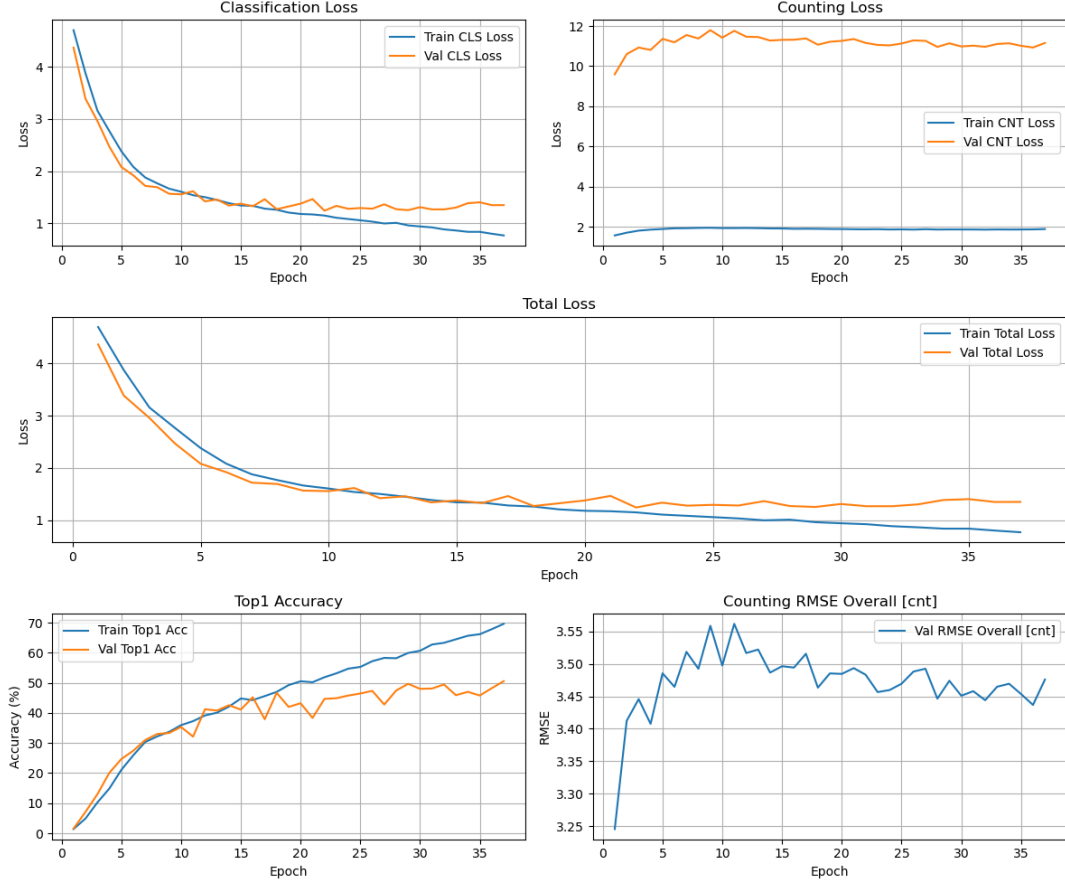 Classification Loss
Train CLS Loss
Val CLS Loss
4
3
2
1
Loss
0 5 10 15 20 25 30 35
Epoch
Counting Loss
Train CNT Loss
Val CNT Loss
12
10
8
6
4
2
Loss
0 5 10 15 20 25 30 35
Epoch
Total Loss
Train Total Loss
Val Total Loss
4
3
2
1
Loss
0 5 10 15 20 25 30 35
Epoch
Top1 Accuracy
Train Top1 Acc
Val Top1 Acc
70
60
50
40
30
20
10
0
Accuracy (%)
0 5 10 15 20 25 30 35
Epoch
Counting RMSE Overall [cnt]
Val RMSE Overall [cnt]
3.55
3.50
3.45
3.40
3.35
3.30
3.25
RMSE
0 5 10 15 20 25 30 35
Epoch